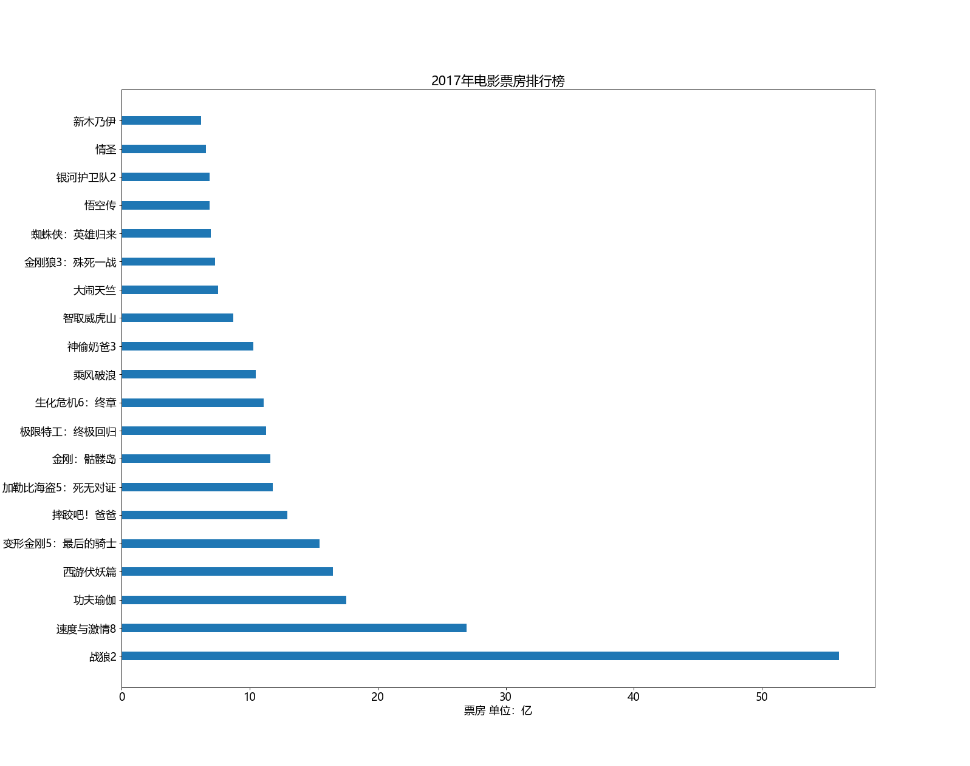 2017年电影票房排行榜
新木乃伊
情圣
银河护卫队2
悟空传
蜘蛛侠：英雄归来
金刚狼3：殊死一战
大闹天竺
智取威虎山
神偷奶爸3
乘风破浪
生化危机6：终章
极限特工：终极回归
金刚：骷髅岛
加勒比海盗5：死无对证
摔跤吧！爸爸
变形金刚5：最后的骑士
西游伏妖篇
功夫瑜伽
速度与激情8
战狼2
0 10 20 30 40 50
票房 单位：亿